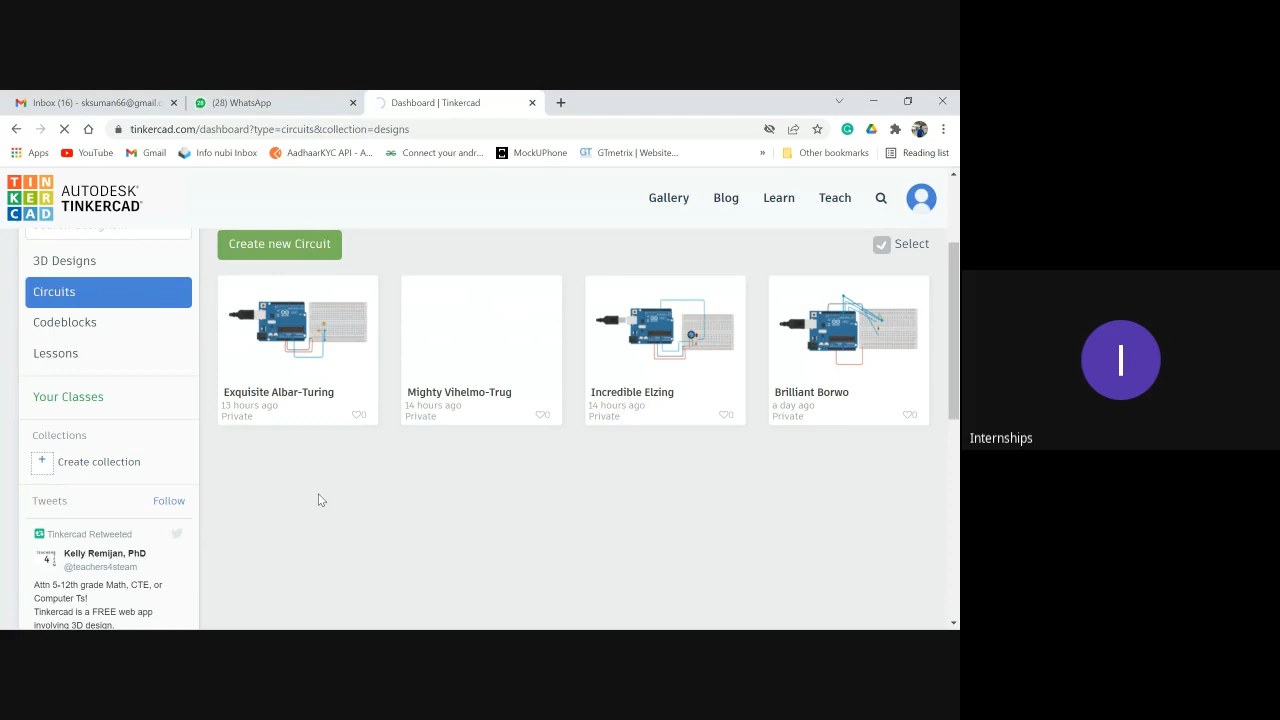 Inbox (16) - sksuman66@gmail.c
(28) WhatsApp
Dashboard | Tinkercad
tinkercad.com/dashboard?type=circuits&collection=designs
Apps
YouTube
Gmail
Info nubi Inbox
AadhaarKYC API - A...
Connect your andr...
MockUPhone
GT
GTmetrix | Website...
»
Other bookmarks
Reading list
TIN
KER
CAD
AUTODESK®
TINKERCAD®
Gallery
Blog
Learn
Teach
3D Designs
Circuits
Codeblocks
Lessons
Your Classes
Collections
+ Create collection
Tweets
Follow
Tinkercad Retweeted
Kelly Remijan, PhD
@teachers4steam
Attn 5-12th grade Math, CTE, or
Computer Ts!
Tinkercad is a FREE web app
involving 3D design,
Create new Circuit
Select
Exquisite Albar-Turing
13 hours ago
Private
0
Mighty Vihelmo-Trug
14 hours ago
Private
0
Incredible Elzing
14 hours ago
Private
0
Brilliant Borwo
a day ago
Private
0
I
Internships